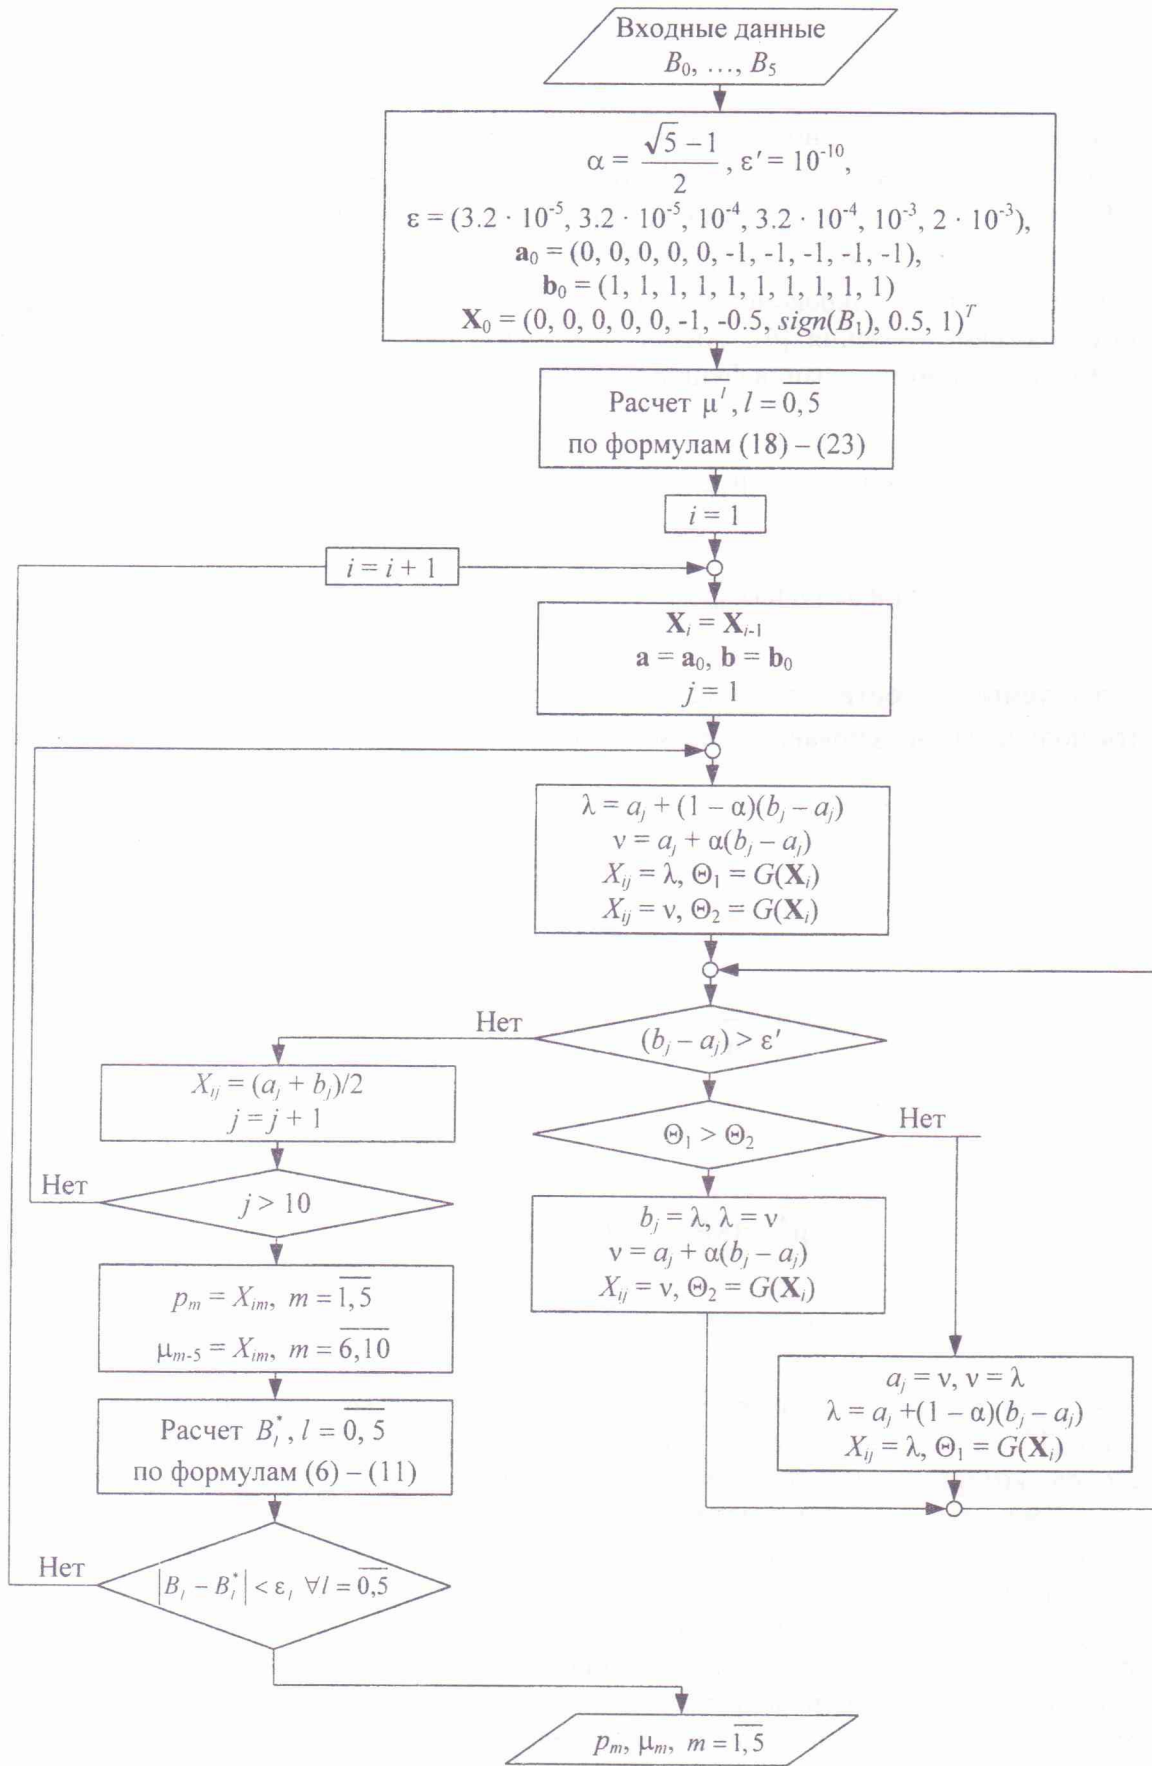 Входные данные
B₀, …, B₅
α = (√5 – 1)/2, ε′ = 10⁻¹⁰,
ε = (3.2 · 10⁻⁵, 3.2 · 10⁻⁵, 10⁻⁴, 3.2 · 10⁻⁴, 10⁻³, 2 · 10⁻³),
a₀ = (0, 0, 0, 0, 0, -1, -1, -1, -1, -1),
b₀ = (1, 1, 1, 1, 1, 1, 1, 1, 1, 1)
X₀ = (0, 0, 0, 0, 0, -1, -0.5, sign(B₁), 0.5, 1)ᵀ
Расчет μ̅ˡ, l = 0,5
по формулам (18) – (23)
i = 1
i = i + 1
Xᵢ = Xᵢ₋₁
a = a₀, b = b₀
j = 1
λ = aⱼ + (1 – α)(bⱼ – aⱼ)
ν = aⱼ + α(bⱼ – aⱼ)
Xᵢⱼ = λ, Θ₁ = G(Xᵢ)
Xᵢⱼ = ν, Θ₂ = G(Xᵢ)
Нет
(bⱼ – aⱼ) > ε′
Xᵢⱼ = (aⱼ + bⱼ)/2
j = j + 1
Θ₁ > Θ₂
Нет
Нет
j > 10
bⱼ = λ, λ = ν
ν = aⱼ + α(bⱼ – aⱼ)
Xᵢⱼ = ν, Θ₂ = G(Xᵢ)
pₘ = Xᵢₘ, m = 1,5
μₘ₋₅ = Xᵢₘ, m = 6,10
aⱼ = ν, ν = λ
λ = aⱼ +(1 – α)(bⱼ – aⱼ)
Xᵢⱼ = λ, Θ₁ = G(Xᵢ)
Расчет Bₗ*, l = 0,5
по формулам (6) – (11)
Нет
|Bₗ – Bₗ*| < εₗ ∀l = 0,5
pₘ, μₘ, m = 1,5